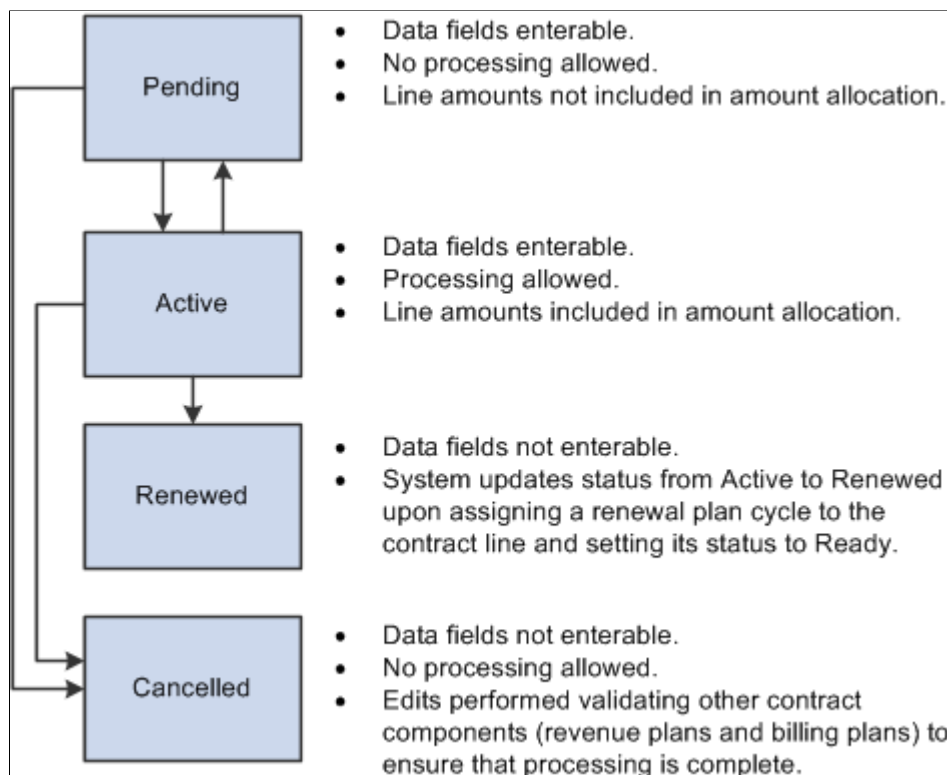 Pending
• Data fields enterable.
• No processing allowed.
• Line amounts not included in amount allocation.
Active
• Data fields enterable.
• Processing allowed.
• Line amounts included in amount allocation.
Renewed
• Data fields not enterable.
• System updates status from Active to Renewed
upon assigning a renewal plan cycle to the
contract line and setting its status to Ready.
Cancelled
• Data fields not enterable.
• No processing allowed.
• Edits performed validating other contract
components (revenue plans and billing plans) to
ensure that processing is complete.